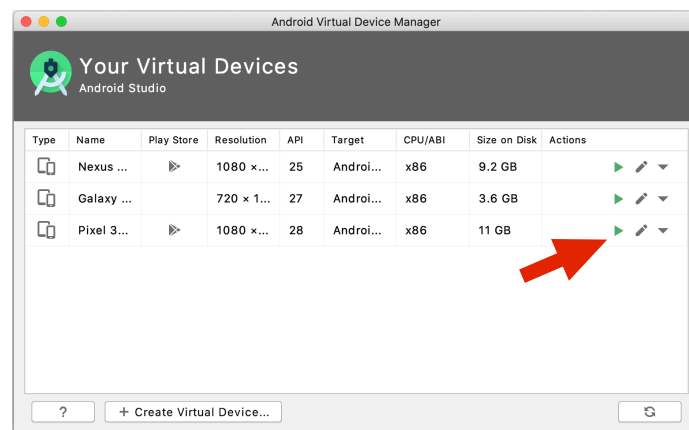 Android Virtual Device Manager
Your Virtual Devices
Android Studio
Type Name Play Store Resolution API Target CPU/ABI Size on Disk Actions
Nexus ... 1080 ×... 25 Androi... x86 9.2 GB
Galaxy ... 720 × 1... 27 Androi... x86 3.6 GB
Pixel 3... 1080 ×... 28 Androi... x86 11 GB
? + Create Virtual Device...